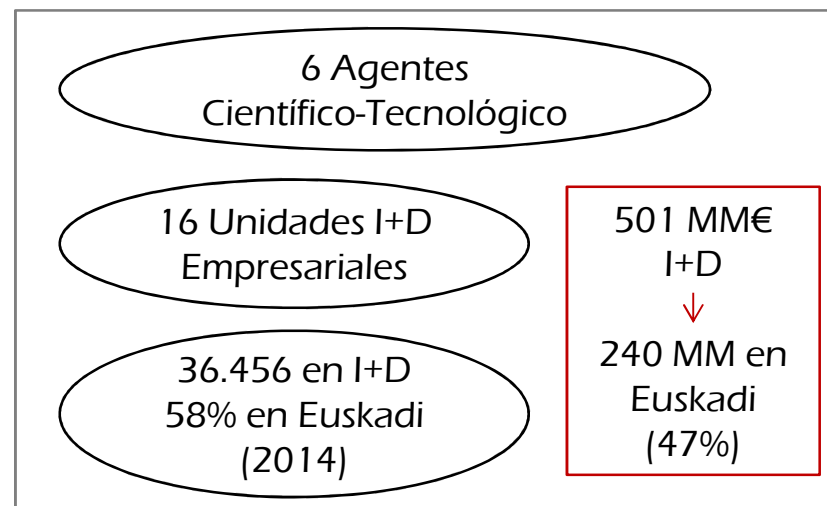 6 Agentes
Científico-Tecnológico
16 Unidades I+D
Empresariales
36.456 en I+D
58% en Euskadi
(2014)
501 MM€
I+D
240 MM en
Euskadi
(47%)